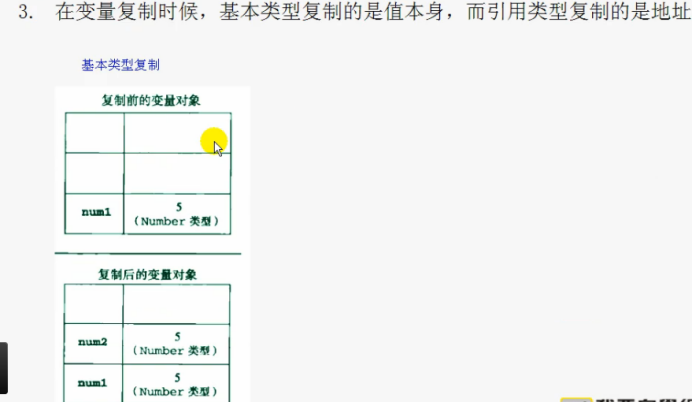 3. 在变量复制时候，基本类型复制的是值本身，而引用类型复制的是地址
基本类型复制
复制前的变量对象
num1
5
（Number 类型）
复制后的变量对象
num2
5
（Number 类型）
num1
5
（Number 类型）